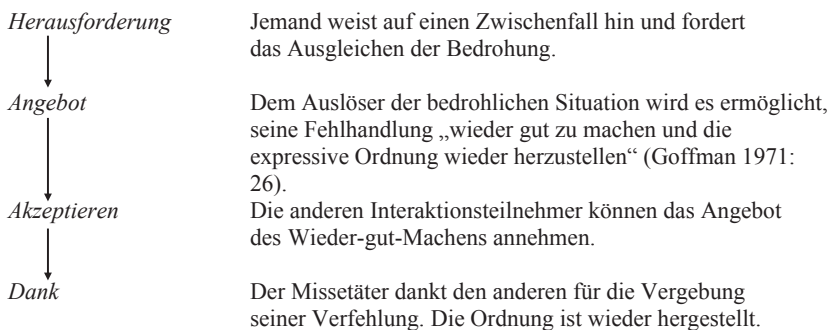 Herausforderung Jemand weist auf einen Zwischenfall hin und fordert
das Ausgleichen der Bedrohung.
Angebot Dem Auslöser der bedrohlichen Situation wird es ermöglicht,
seine Fehlhandlung „wieder gut zu machen und die
expressive Ordnung wieder herzustellen“ (Goffman 1971:
26).
Akzeptieren Die anderen Interaktionsteilnehmer können das Angebot
des Wieder-gut-Machens annehmen.
Dank Der Missetäter dankt den anderen für die Vergebung
seiner Verfehlung. Die Ordnung ist wieder hergestellt.